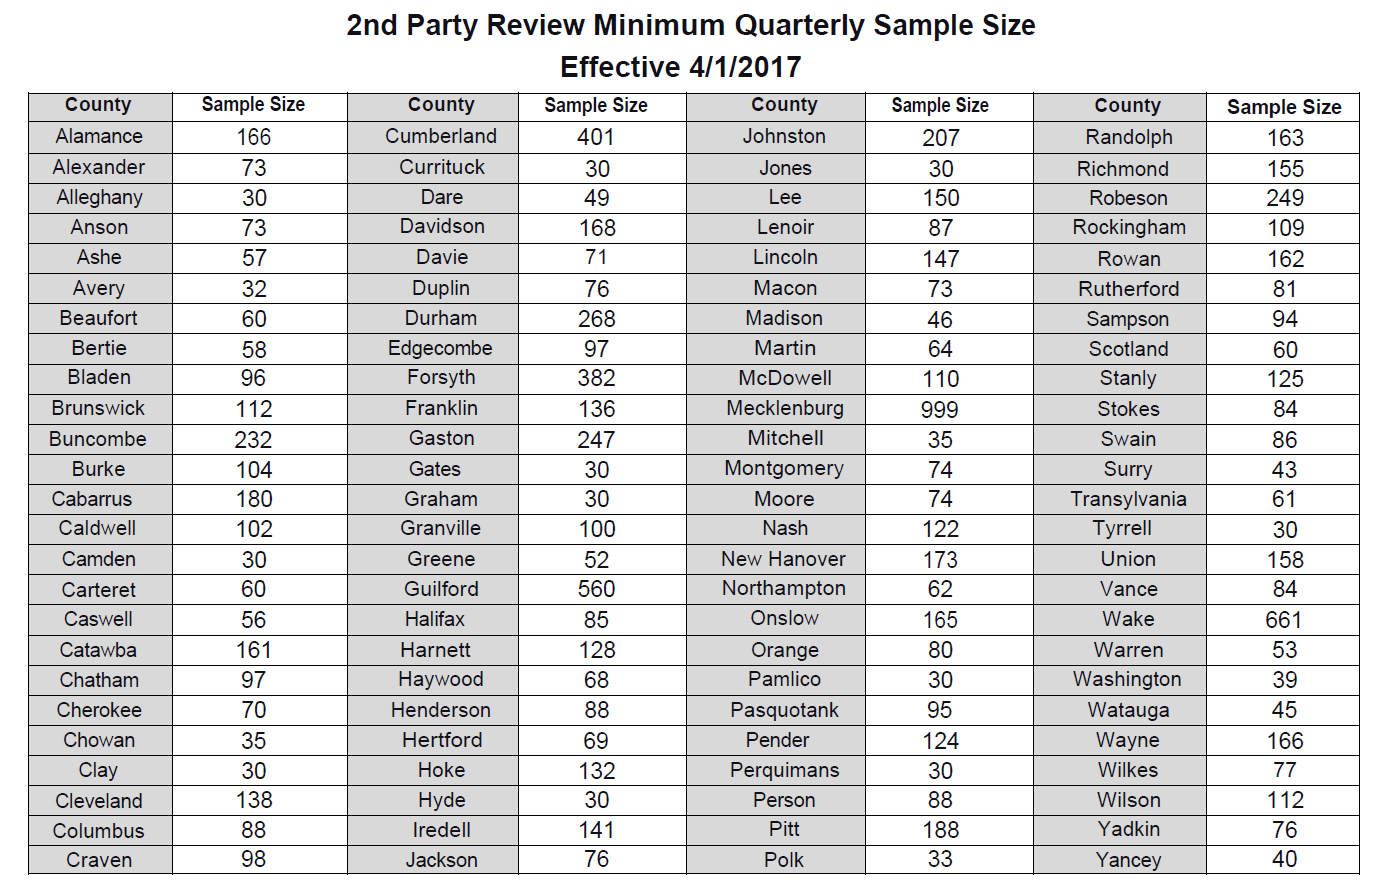 2nd Party Review Minimum Quarterly Sample Size
Effective 4/1/2017
County Sample Size County Sample Size County Sample Size County Sample Size
Alamance 166 Cumberland 401 Johnston 207 Randolph 163
Alexander 73 Currituck 30 Jones 30 Richmond 155
Alleghany 30 Dare 49 Lee 150 Robeson 249
Anson 73 Davidson 168 Lenoir 87 Rockingham 109
Ashe 57 Davie 71 Lincoln 147 Rowan 162
Avery 32 Duplin 76 Macon 73 Rutherford 81
Beaufort 60 Durham 268 Madison 46 Sampson 94
Bertie 58 Edgecombe 97 Martin 64 Scotland 60
Bladen 96 Forsyth 382 McDowell 110 Stanly 125
Brunswick 112 Franklin 136 Mecklenburg 999 Stokes 84
Buncombe 232 Gaston 247 Mitchell 35 Swain 86
Burke 104 Gates 30 Montgomery 74 Surry 43
Cabarrus 180 Graham 30 Moore 74 Transylvania 61
Caldwell 102 Granville 100 Nash 122 Tyrrell 30
Camden 30 Greene 52 New Hanover 173 Union 158
Carteret 60 Guilford 560 Northampton 62 Vance 84
Caswell 56 Halifax 85 Onslow 165 Wake 661
Catawba 161 Harnett 128 Orange 80 Warren 53
Chatham 97 Haywood 68 Pamlico 30 Washington 39
Cherokee 70 Henderson 88 Pasquotank 95 Watauga 45
Chowan 35 Hertford 69 Pender 124 Wayne 166
Clay 30 Hoke 132 Perquimans 30 Wilkes 77
Cleveland 138 Hyde 30 Person 88 Wilson 112
Columbus 88 Iredell 141 Pitt 188 Yadkin 76
Craven 98 Jackson 76 Polk 33 Yancey 40